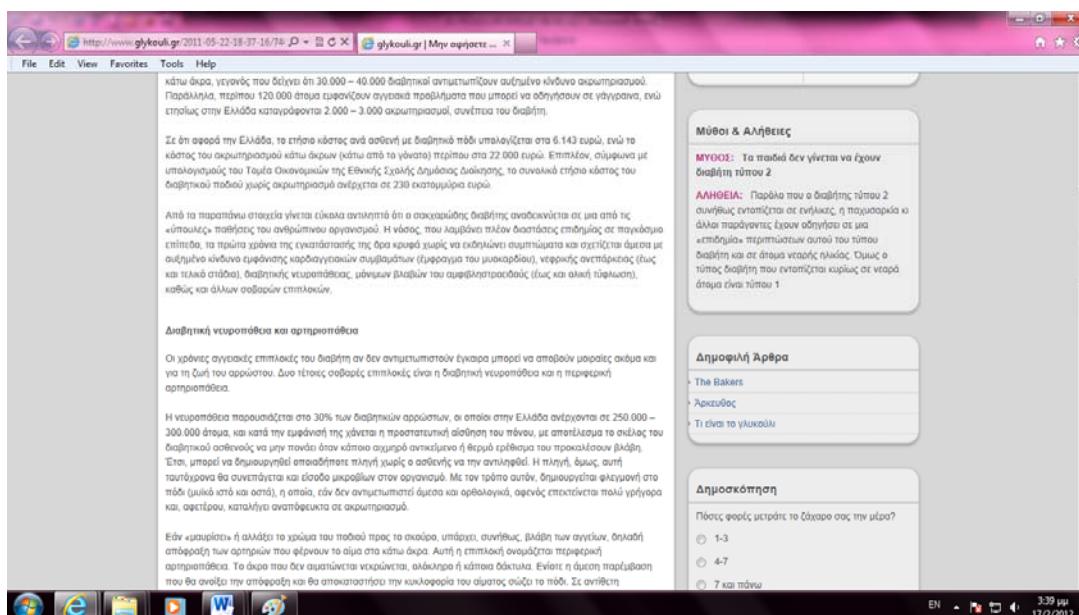 http://www.glykouli.gr/2011-05-22-18-37-16/74
glykouli.gr | Μην αφήσετε ...
File Edit View Favorites Tools Help
κάτω άκρα, γεγονός που δείχνει ότι 30.000 – 40.000 διαβητικοί αντιμετωπίζουν αυξημένο κίνδυνο ακρωτηριασμού.
Παράλληλα, περίπου 120.000 άτομα εμφανίζουν αγγειακά προβλήματα που μπορεί να οδηγήσουν σε γάγγραινα, ενώ
ετησίως στην Ελλάδα καταγράφονται 2.000 – 3.000 ακρωτηριασμοί, συνέπεια του διαβήτη.
Σε ότι αφορά την Ελλάδα, το ετήσιο κόστος ανά ασθενή με διαβητικό πόδι υπολογίζεται στα 6.143 ευρώ, ενώ το
κόστος του ακρωτηριασμού κάτω άκρων (κάτω από το γόνατο) περίπου στα 22.000 ευρώ. Επιπλέον, σύμφωνα με
υπολογισμούς του Τομέα Οικονομικών της Εθνικής Σχολής Δημόσιας Διοίκησης, το συνολικό ετήσιο κόστος του
διαβητικού ποδιού χωρίς ακρωτηριασμό ανέρχεται σε 230 εκατομμύρια ευρώ.
Από τα παραπάνω στοιχεία γίνεται εύκολα αντιληπτό ότι ο σακχαρώδης διαβήτης αναδεικνύεται σε μια από τις
«ύπουλες» παθήσεις του ανθρώπινου οργανισμού. Η νόσος, που λαμβάνει πλέον διαστάσεις επιδημίας σε παγκόσμιο
επίπεδο, τα πρώτα χρόνια της εγκατάστασής της δρα κρυφά χωρίς να εκδηλώνει συμπτώματα και σχετίζεται άμεσα με
αυξημένο κίνδυνο εμφάνισης καρδιαγγειακών συμβαμάτων (έμφραγμα του μυοκαρδίου), νεφρικής ανεπάρκειας (έως
και τελικό στάδιο), διαβητικής νευροπάθειας, μόνιμων βλαβών του αμφιβληστροειδούς (έως και ολική τύφλωση),
καθώς και άλλων σοβαρών επιπλοκών.
Διαβητική νευροπάθεια και αρτηριοπάθεια
Οι χρόνιες αγγειακές επιπλοκές του διαβήτη αν δεν αντιμετωπιστούν έγκαιρα μπορεί να αποβούν μοιραίες ακόμα και
για τη ζωή του αρρώστου. Δυο τέτοιες σοβαρές επιπλοκές είναι η διαβητική νευροπάθεια και η περιφερική
αρτηριοπάθεια.
Η νευροπάθεια παρουσιάζεται στο 30% των διαβητικών αρρώστων, οι οποίοι στην Ελλάδα ανέρχονται σε 250.000 –
300.000 άτομα, και κατά την εμφάνισή της χάνεται η προστατευτική αίσθηση του πόνου, με αποτέλεσμα το σκέλος του
διαβητικού ασθενούς να μην πονάει όταν κάποιο αιχμηρό αντικείμενο ή θερμό ερέθισμα του προκαλέσουν βλάβη.
Έτσι, μπορεί να δημιουργηθεί οποιαδήποτε πληγή χωρίς ο ασθενής να την αντιληφθεί. Η πληγή, όμως, αυτή
ταυτόχρονα θα συνεπάγεται και είσοδο μικροβίων στον οργανισμό. Με τον τρόπο αυτόν, δημιουργείται φλεγμονή στο
πόδι (μυϊκό ιστό και οστά), η οποία, εάν δεν αντιμετωπιστεί άμεσα και ορθολογικά, αφενός επεκτείνεται πολύ γρήγορα
και, αφετέρου, καταλήγει αναπόφευκτα σε ακρωτηριασμό.
Εάν «μαυρίσει» ή αλλάξει το χρώμα του ποδιού προς το σκούρο, υπάρχει, συνήθως, βλάβη των αγγείων, δηλαδή
απόφραξη των αρτηριών που φέρνουν το αίμα στα κάτω άκρα. Αυτή η επιπλοκή ονομάζεται περιφερική
αρτηριοπάθεια. Το άκρο που δεν αιματώνεται νεκρώνεται, ολόκληρο ή κάποια δάκτυλα. Ενίοτε η άμεση παρέμβαση
που θα ανοίξει την απόφραξη και θα αποκαταστήσει την κυκλοφορία του αίματος σώζει το πόδι. Σε αντίθετη
Μύθοι & Αλήθειες
ΜΥΘΟΣ: Τα παιδιά δεν γίνεται να έχουν
διαβήτη τύπου 2
ΑΛΗΘΕΙΑ: Παρόλο που ο διαβήτης τύπου 2
συνήθως εντοπίζεται σε ενήλικες, η παχυσαρκία κι
άλλοι παράγοντες έχουν οδηγήσει σε μια
«επιδημία» περιπτώσεων αυτού του τύπου
διαβήτη και σε άτομα νεαρής ηλικίας. Όμως ο
τύπος διαβήτη που εντοπίζεται κυρίως σε νεαρά
άτομα είναι τύπου 1
Δημοφιλή Άρθρα
The Bakers
Άρκευθος
Τι είναι το γλυκούλι
Δημοσκόπηση
Πόσες φορές μετράτε το ζάχαρο σας την μέρα?
1-3
4-7
7 και πάνω
EN
3:39 μμ
17/2/2012